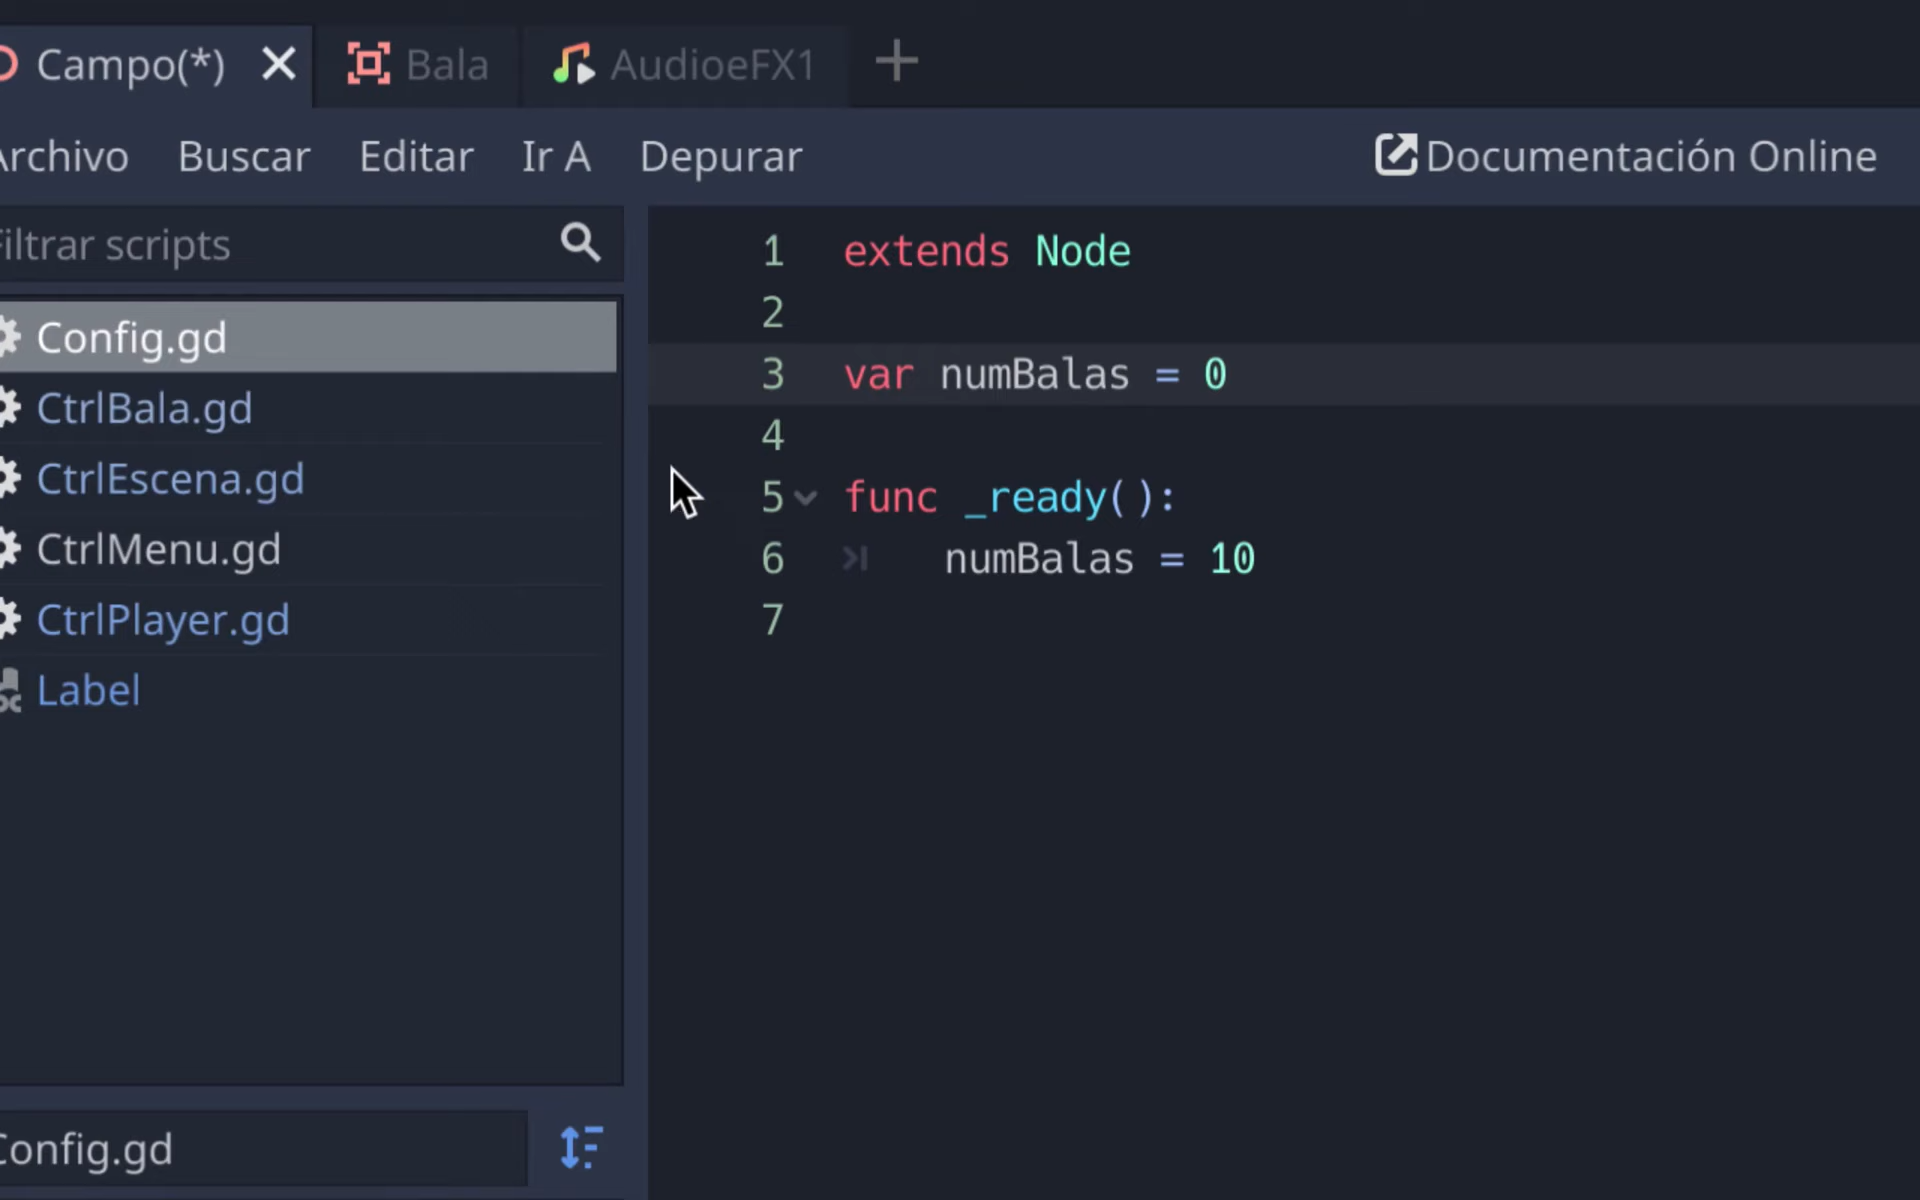 Campo(*) Bala AudioeFX1
Archivo Buscar Editar Ir A Depurar Documentación Online
Filtrar scripts
Config.gd
CtrlBala.gd
CtrlEscena.gd
CtrlMenu.gd
CtrlPlayer.gd
Label
Config.gd
1 extends Node
2
3 var numBalas = 0
4
5 func _ready():
6 numBalas = 10
7